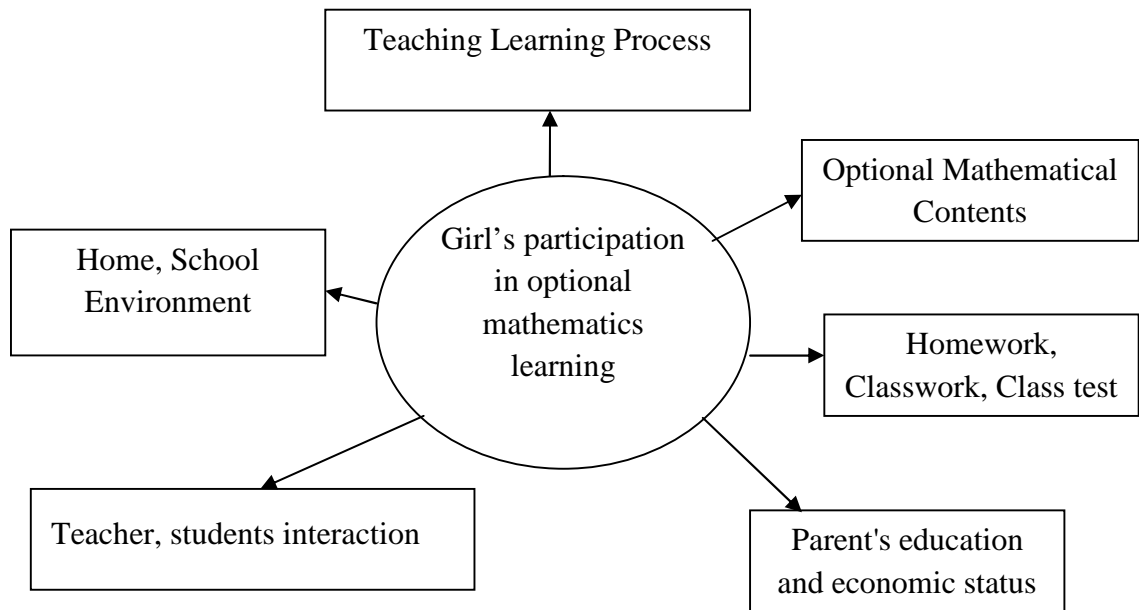 Teaching Learning Process
Optional Mathematical
Contents
Girl’s participation
in optional
mathematics
learning
Home, School
Environment
Homework,
Classwork, Class test
Teacher, students interaction
Parent's education
and economic status